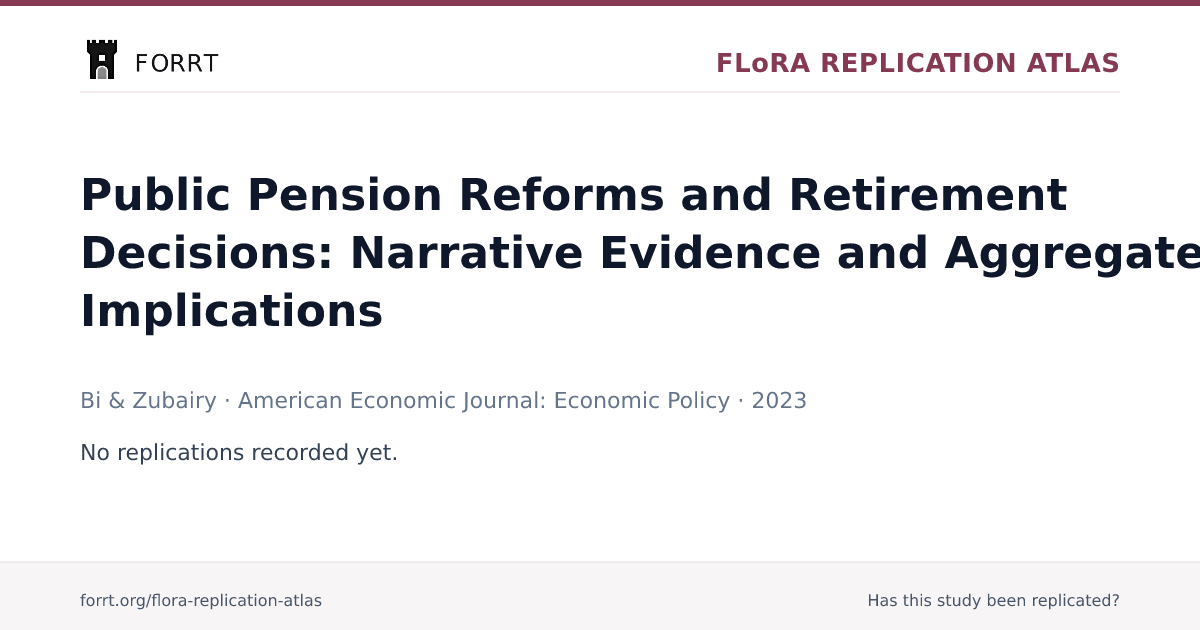 FORRT
FLoRA REPLICATION ATLAS
Public Pension Reforms and Retirement
Decisions: Narrative Evidence and Aggregate
Implications
Bi & Zubairy · American Economic Journal: Economic Policy · 2023
No replications recorded yet.
forrt.org/flora-replication-atlas
Has this study been replicated?